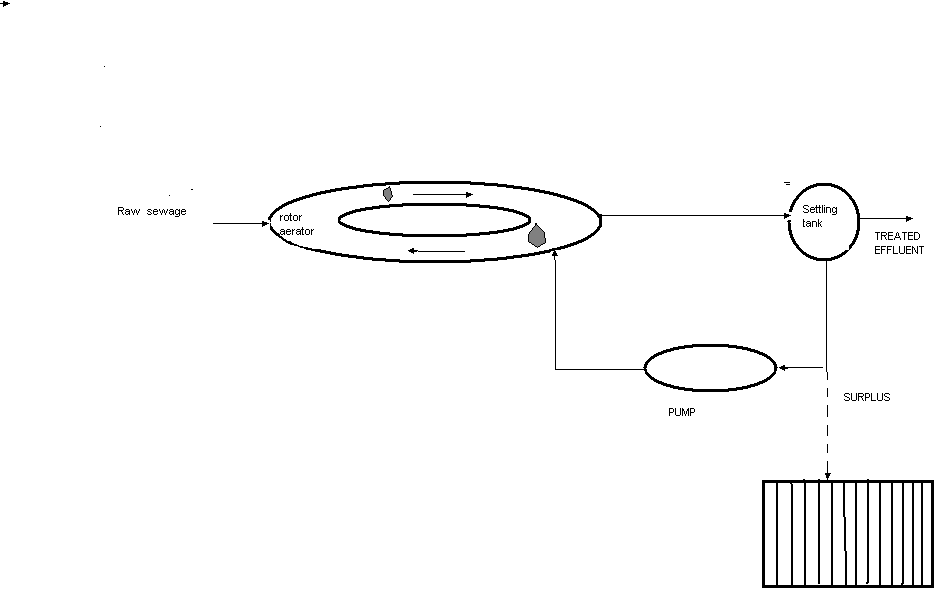 Raw sewage
rotor
aerator
Settling
tank
TREATED
EFFLUENT
PUMP
SURPLUS